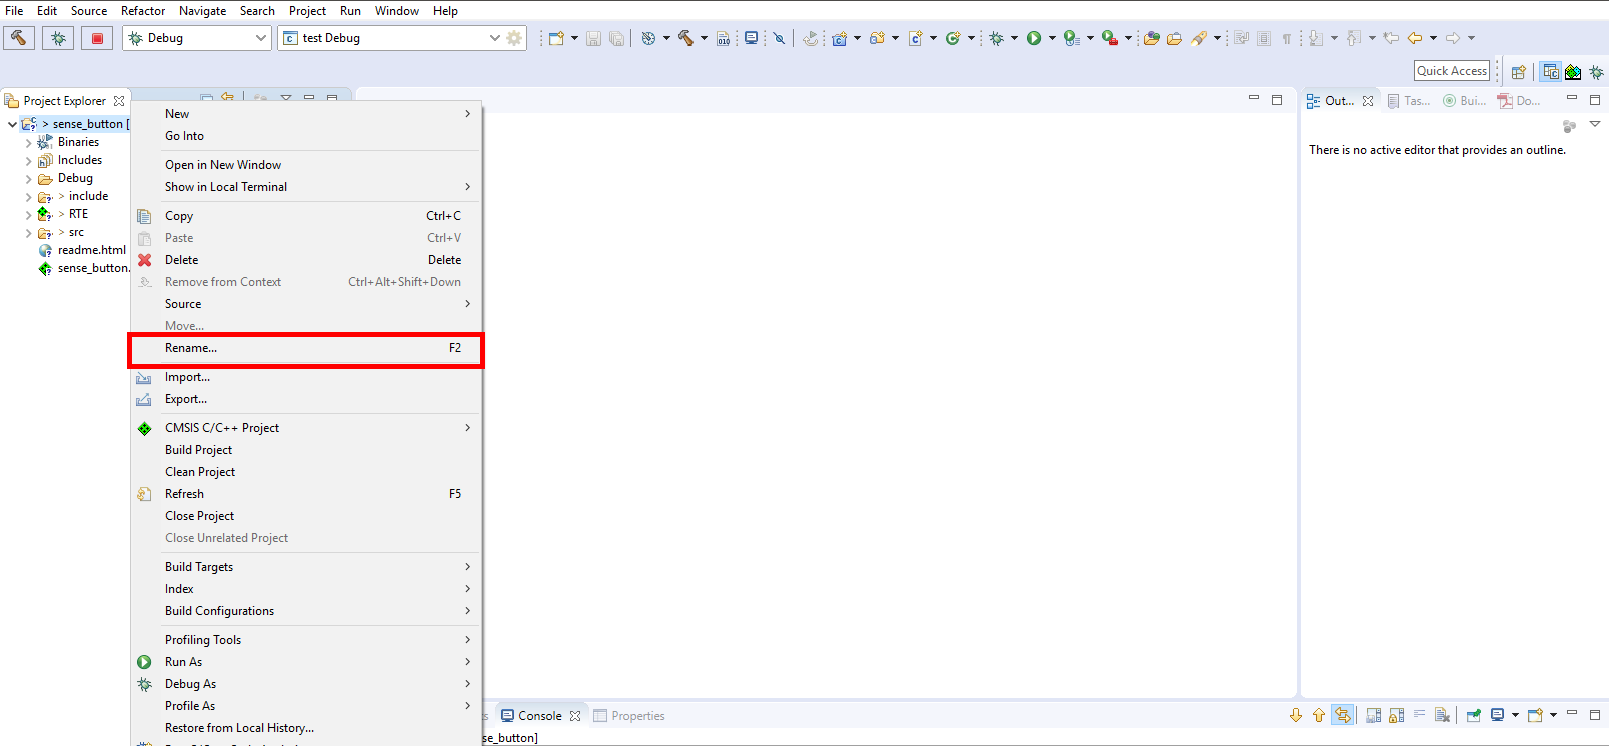 File Edit Source Refactor Navigate Search Project Run Window Help
Debug
test Debug
Quick Access
Project Explorer
> sense_button [
Binaries
Includes
Debug
> include
> RTE
> src
readme.html
sense_button.
New
Go Into
Open in New Window
Show in Local Terminal
Copy Ctrl+C
Paste Ctrl+V
Delete Delete
Remove from Context Ctrl+Alt+Shift+Down
Source
Move...
Rename... F2
Import...
Export...
CMSIS C/C++ Project
Build Project
Clean Project
Refresh F5
Close Project
Close Unrelated Project
Build Targets
Index
Build Configurations
Profiling Tools
Run As
Debug As
Profile As
Restore from Local History...
Out... Tas... Bui... Do...
There is no active editor that provides an outline.
Console Properties
se_button]